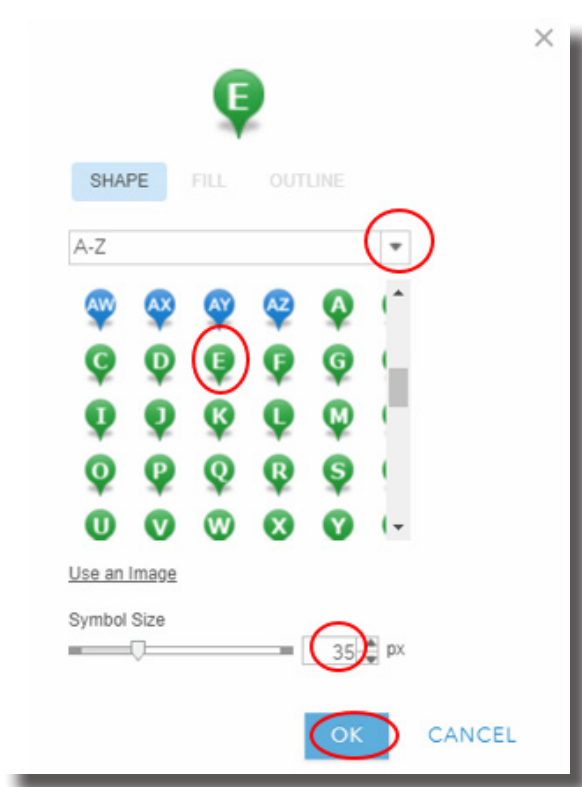 E
SHAPE FILL OUTLINE
A-Z
AW AX AY AZ A
C D E F G
I J K L M
O P Q R S
U V W X Y
Use an Image
Symbol Size
35 px
OK CANCEL